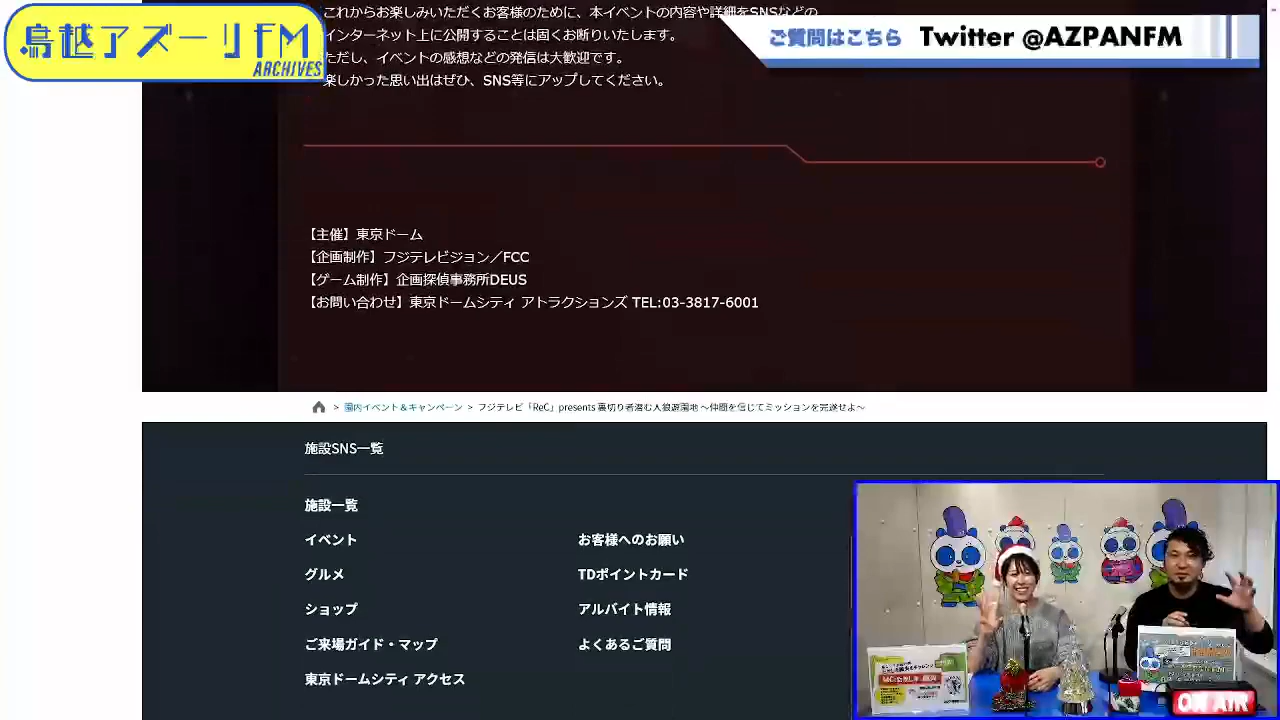 鳥越アズーリFM
ARCHIVES
これからお楽しみいただくお客様のために、本イベントの内容や詳細をSNSなどの
インターネット上に公開することは固くお断りいたします。
ただし、イベントの感想などの発信は大歓迎です。
楽しかった思い出はぜひ、SNS等にアップしてください。
ご質問はこちら Twitter @AZPANFM
【主催】東京ドーム
【企画制作】フジテレビジョン／FCC
【ゲーム制作】企画探偵事務所DEUS
【お問い合わせ】東京ドームシティ アトラクションズ TEL:03-3817-6001
> 園内イベント＆キャンペーン > フジテレビ「ReC」presents 裏切り者潜む人狼遊園地 ～仲間を信じてミッションを完遂せよ～
施設SNS一覧
施設一覧
イベント
お客様へのお願い
グルメ
TDポイントカード
ショップ
アルバイト情報
ご来場ガイド・マップ
よくあるご質問
東京ドームシティ アクセス
ON AIR